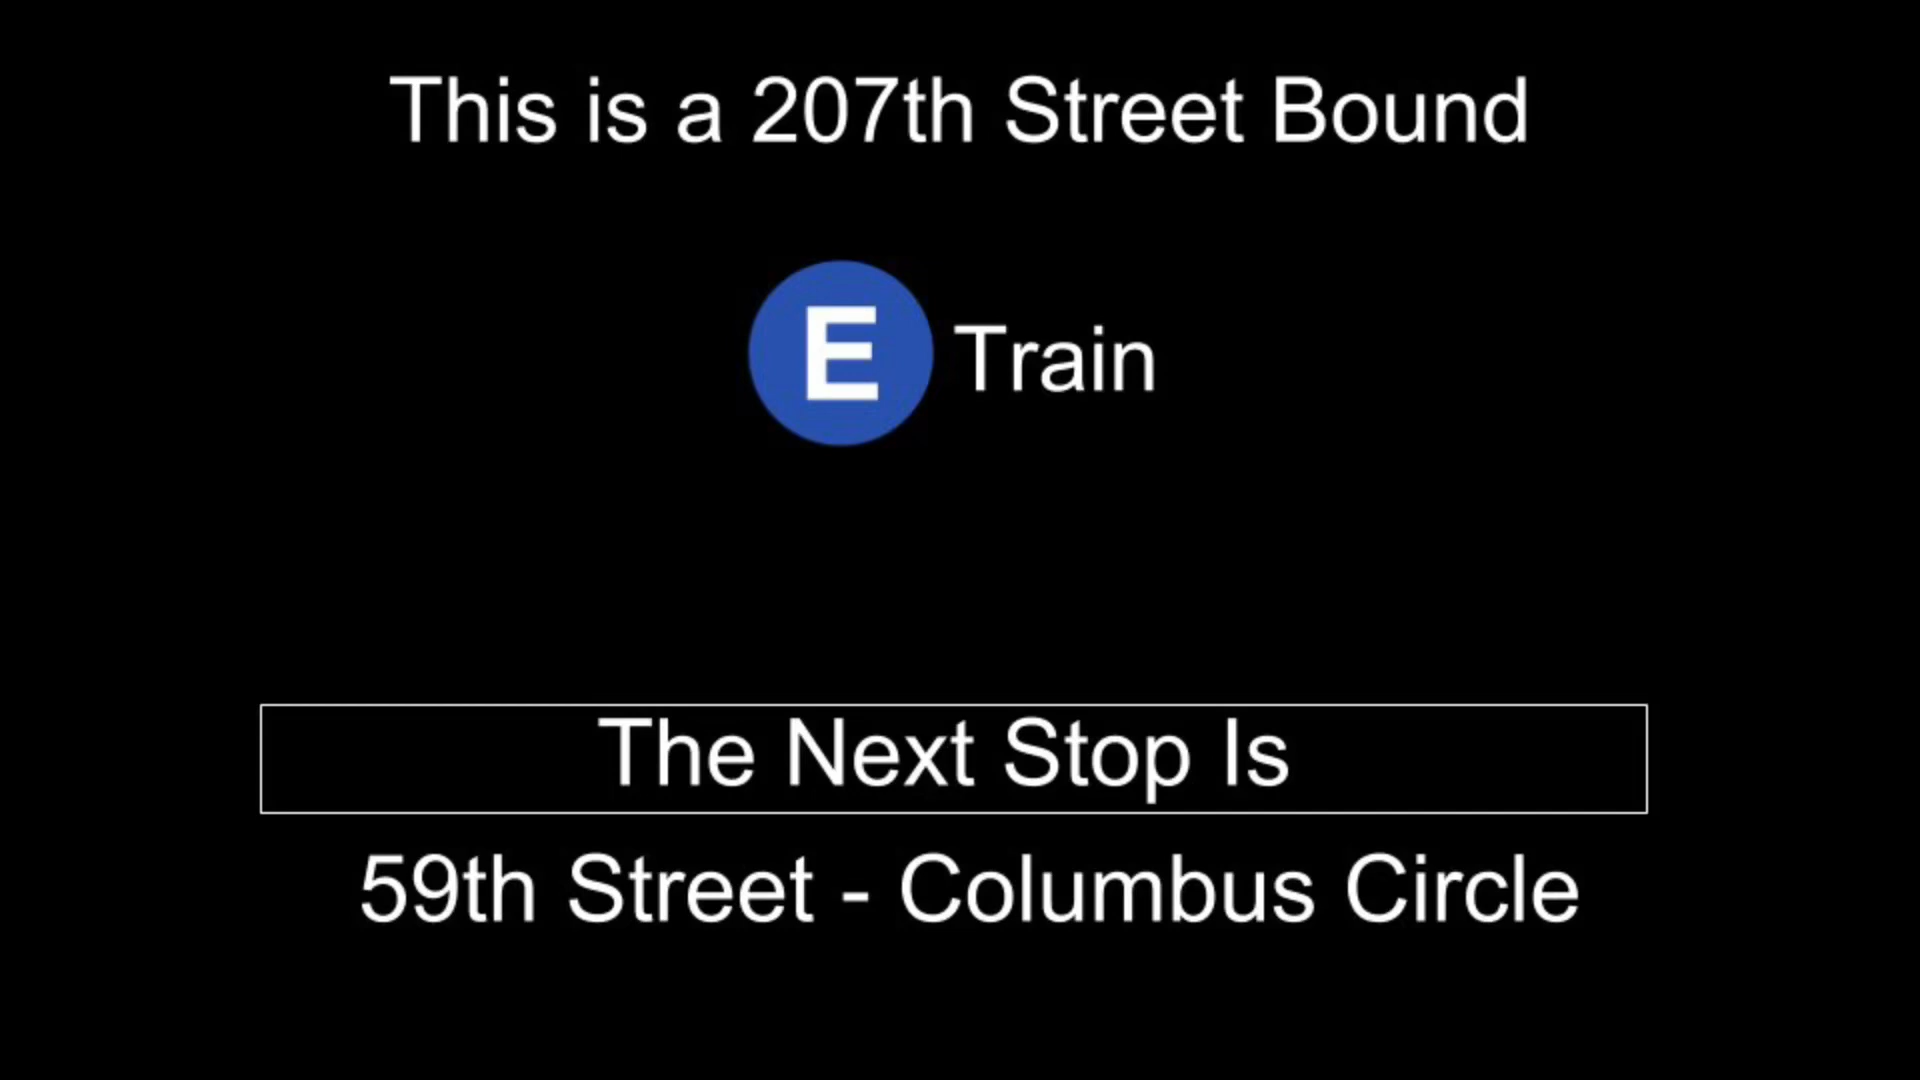 This is a 207th Street Bound
E Train
The Next Stop Is
59th Street - Columbus Circle